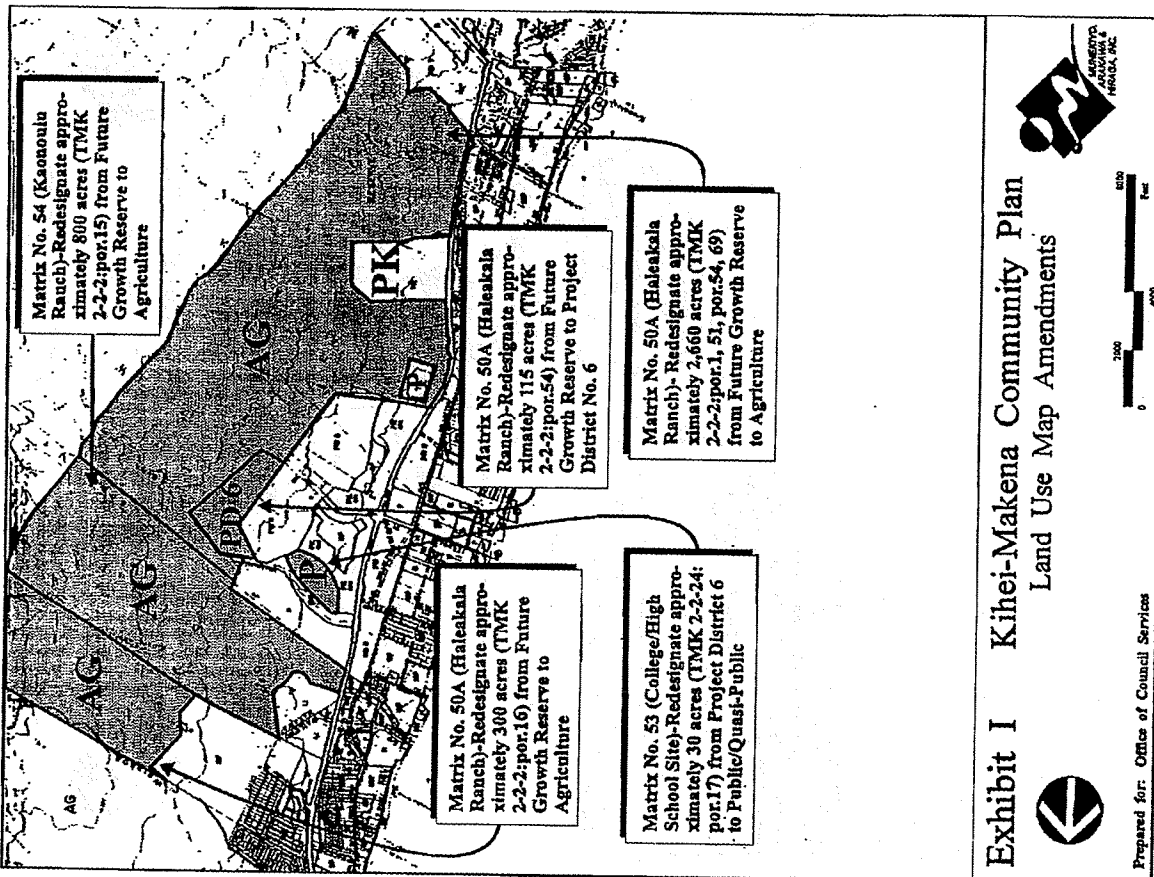 Matrix No. 54 (Kaonoulu
Ranch)-Redesignate appro-
ximately 800 acres (TMK
2-2-2:por.15) from Future
Growth Reserve to
Agriculture
AG
AG
AG
AG
PD 6
P
P
PK
Matrix No. 50A (Haleakala
Ranch)-Redesignate appro-
ximately 115 acres (TMK
2-2-2:por.54) from Future
Growth Reserve to Project
District No. 6
Matrix No. 50A (Haleakala
Ranch)- Redesignate appro-
ximately 2,660 acres (TMK
2-2-2:por.1, 51, por.54, 69)
from Future Growth Reserve
to Agriculture
Matrix No. 50A (Haleakala
Ranch)-Redesignate appro-
ximately 300 acres (TMK
2-2-2:por.16) from Future
Growth Reserve to
Agriculture
Matrix No. 53 (College/High
School Site)-Redesignate appro-
ximately 30 acres (TMK 2-2-24:
por.17) from Project District 6
to Public/Quasi-Public
Exhibit I
Kihei-Makena Community Plan
Land Use Map Amendments
Prepared for: Office of Council Services
0
2000
4000
8000
Feet
MUNEKIYO,
ARAKAWA &
HIRAGA, INC.